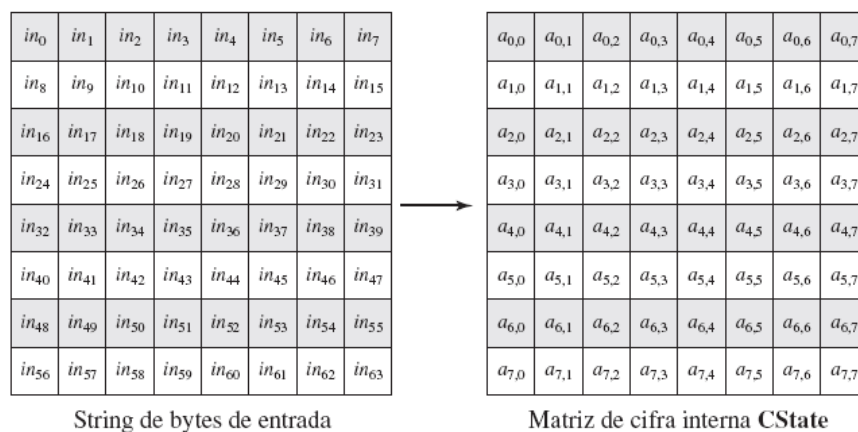 in0 in1 in2 in3 in4 in5 in6 in7 a0,0 a0,1 a0,2 a0,3 a0,4 a0,5 a0,6 a0,7
in8 in9 in10 in11 in12 in13 in14 in15 a1,0 a1,1 a1,2 a1,3 a1,4 a1,5 a1,6 a1,7
in16 in17 in18 in19 in20 in21 in22 in23 a2,0 a2,1 a2,2 a2,3 a2,4 a2,5 a2,6 a2,7
in24 in25 in26 in27 in28 in29 in30 in31 a3,0 a3,1 a3,2 a3,3 a3,4 a3,5 a3,6 a3,7
in32 in33 in34 in35 in36 in37 in38 in39 a4,0 a4,1 a4,2 a4,3 a4,4 a4,5 a4,6 a4,7
in40 in41 in42 in43 in44 in45 in46 in47 a5,0 a5,1 a5,2 a5,3 a5,4 a5,5 a5,6 a5,7
in48 in49 in50 in51 in52 in53 in54 in55 a6,0 a6,1 a6,2 a6,3 a6,4 a6,5 a6,6 a6,7
in56 in57 in58 in59 in60 in61 in62 in63 a7,0 a7,1 a7,2 a7,3 a7,4 a7,5 a7,6 a7,7
String de bytes de entrada Matriz de cifra interna CState